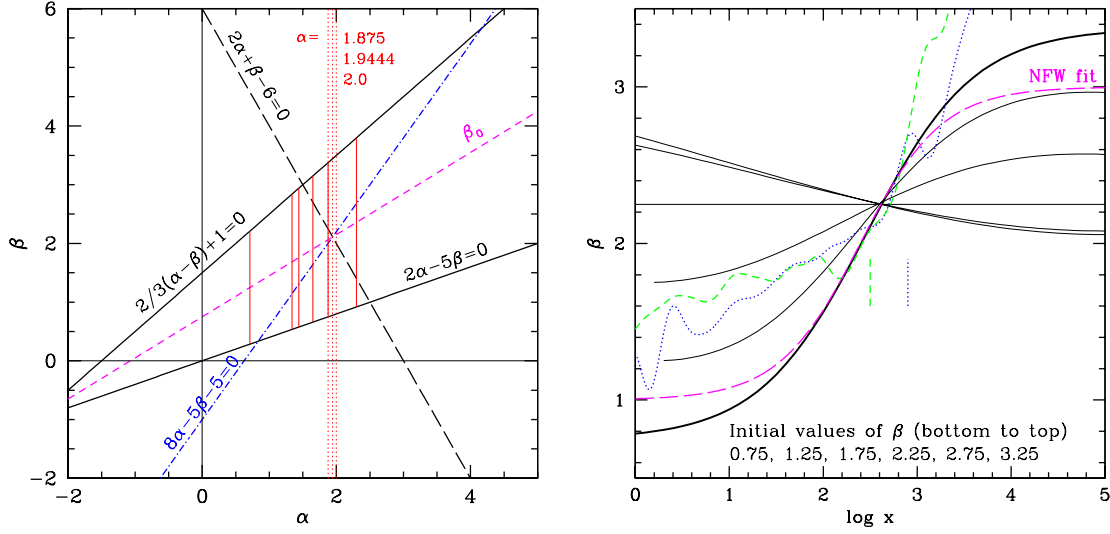 6
4
2
0
−2
−2
0
2
4
β
α
2α+β−6=0
α=
1.875
1.9444
2.0
β₀
2/3(α−β)+1=0
2α−5β=0
8α−5β−5=0
3
2
1
0
1
2
3
4
5
β
log x
NFW fit
Initial values of β (bottom to top)
0.75, 1.25, 1.75, 2.25, 2.75, 3.25